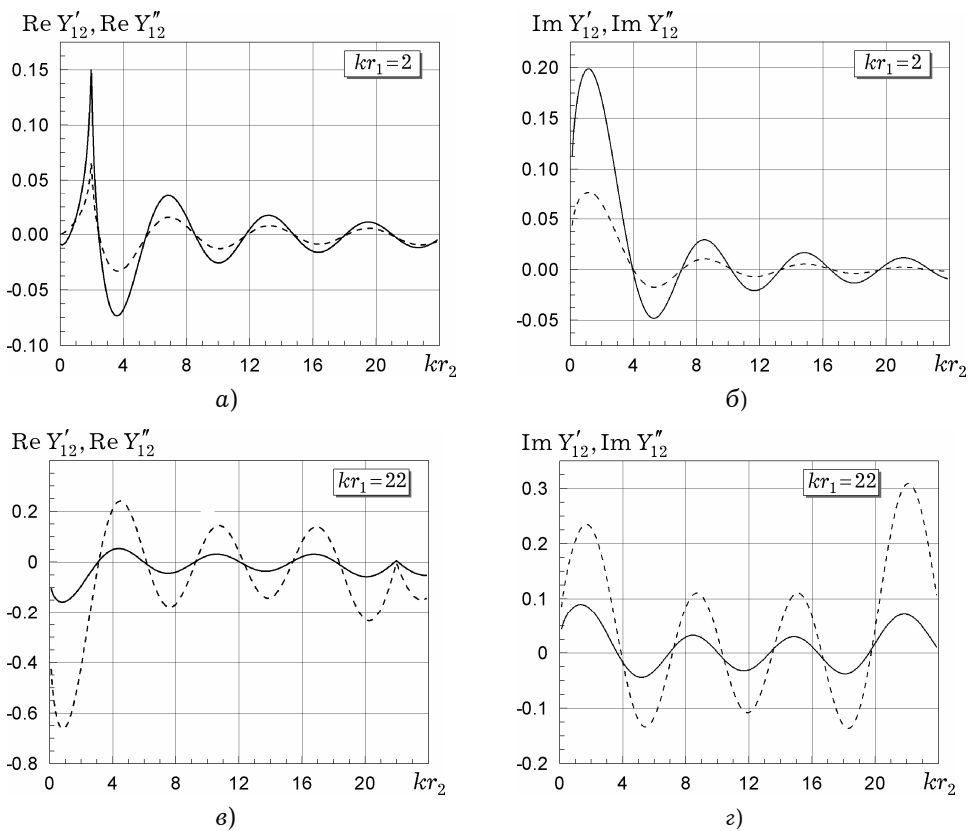 Re Y′₁₂, Re Y″₁₂
kr₁ = 2
0.15
0.10
0.05
0.00
-0.05
-0.10
0 4 8 12 16 20 kr₂
а)
Im Y′₁₂, Im Y″₁₂
kr₁ = 2
0.20
0.15
0.10
0.05
0.00
-0.05
0 4 8 12 16 20 kr₂
б)
Re Y′₁₂, Re Y″₁₂
kr₁ = 22
0.2
0
-0.2
-0.4
-0.6
-0.8
0 4 8 12 16 20 kr₂
в)
Im Y′₁₂, Im Y″₁₂
kr₁ = 22
0.3
0.2
0.1
0
-0.1
-0.2
0 4 8 12 16 20 kr₂
г)